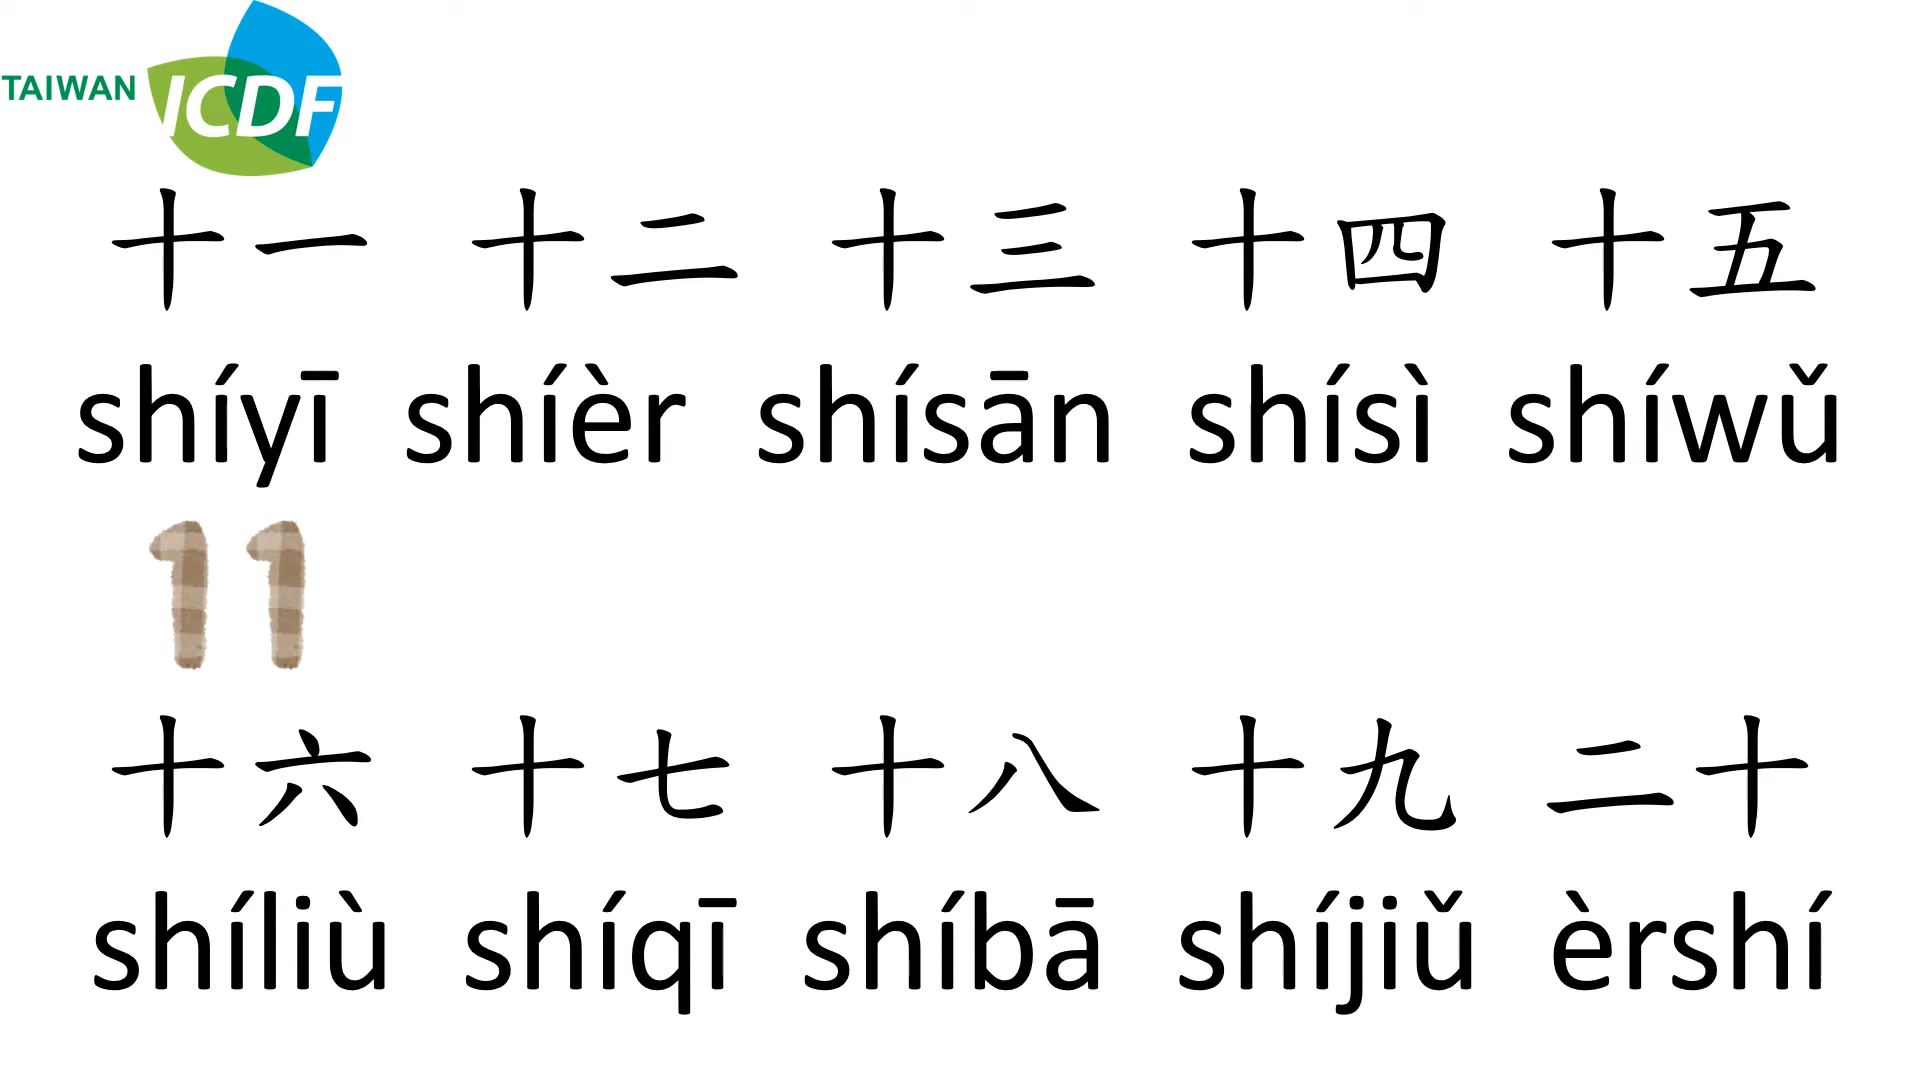 TAIWAN ICDF
十一 十二 十三 十四 十五
shíyī shíèr shísān shísì shíwǔ
11
十六 十七 十八 十九 二十
shíliù shíqī shíbā shíjiǔ èrshí